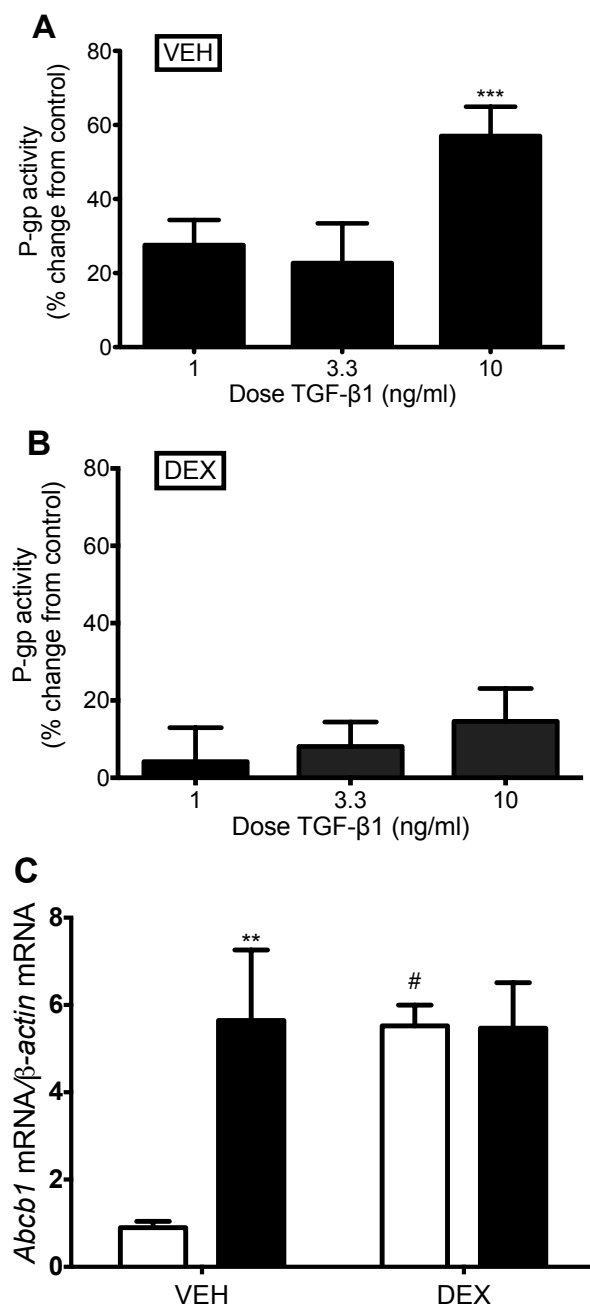 A
VEH
P-gp activity
(% change from control)
80
60
40
20
0
***
1 3.3 10
Dose TGF-β1 (ng/ml)
B
DEX
P-gp activity
(% change from control)
80
60
40
20
0
1 3.3 10
Dose TGF-β1 (ng/ml)
C
Abcb1 mRNA/β-actin mRNA
8
6
4
2
0
**
#
VEH DEX